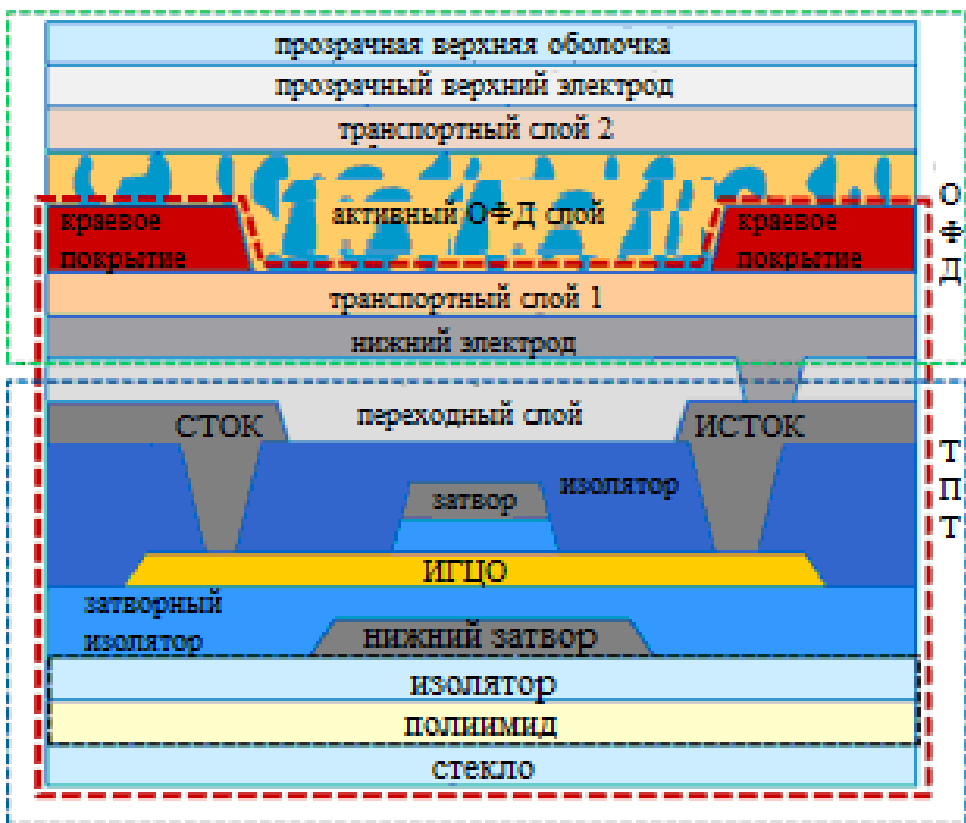 прозрачная верхняя оболочка
прозрачный верхний электрод
транспортный слой 2
активный ОФД слой
краевое
покрытие
краевое
покрытие
О
Ф
Д
транспортный слой 1
нижний электрод
переходный слой
СТОК
ИСТОК
затвор
изолятор
Т
П
Т
ИГЦО
затворный
изолятор
нижний затвор
изолятор
полиимид
стекло